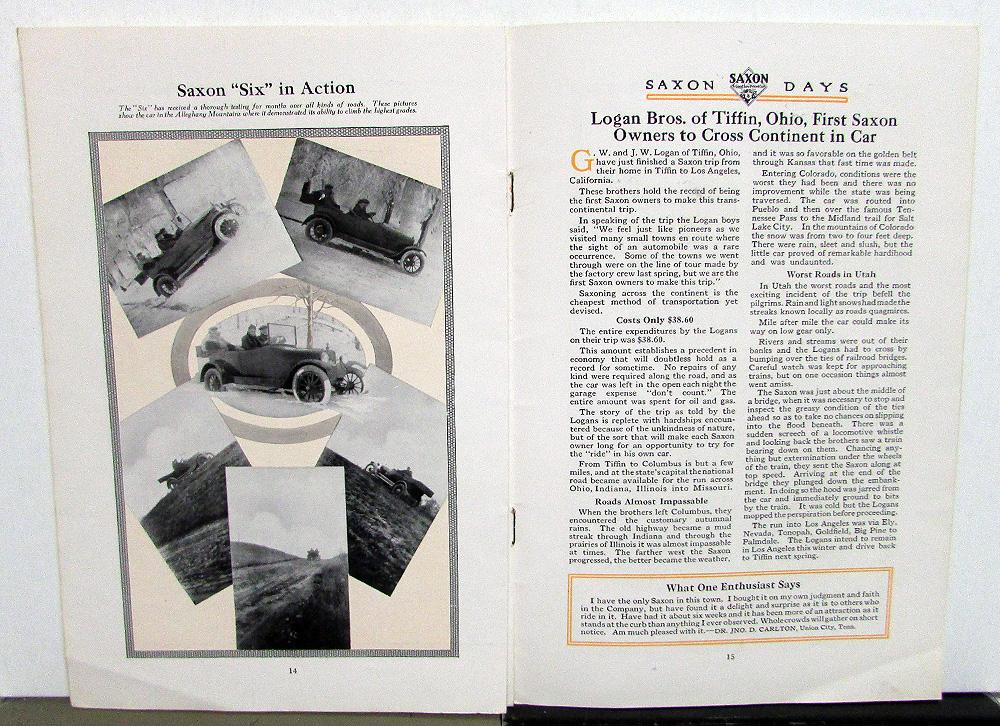 Saxon "Six" in Action
The "Six" has received a thorough testing for months over all kinds of roads. These pictures
show the car in the Alleghany Mountains where it demonstrated its ability to climb the highest grades.
14
SAXON SAXON DAYS
Logan Bros. of Tiffin, Ohio, First Saxon
Owners to Cross Continent in Car
G. W. and J. W. Logan of Tiffin, Ohio,
have just finished a Saxon trip from
their home in Tiffin to Los Angeles,
California.
These brothers hold the record of being
the first Saxon owners to make this trans-
continental trip.
In speaking of the trip the Logan boys
said, "We feel just like pioneers as we
visited many small towns en route where
the sight of an automobile was a rare
occurrence. Some of the towns we went
through were on the line of tour made by
the factory crew last spring, but we are the
first Saxon owners to make this trip."
Saxoning across the continent is the
cheapest method of transportation yet
devised.
Costs Only $38.60
The entire expenditures by the Logans
on their trip was $38.60.
This amount establishes a precedent in
economy that will doubtless hold as a
record for sometime. No repairs of any
kind were required along the road, and as
the car was left in the open each night the
garage expense "don't count." The
entire amount was spent for oil and gas.
The story of the trip as told by the
Logans is replete with hardships encoun-
tered because of the unkindness of nature,
but of the sort that will make each Saxon
owner long for an opportunity to try for
the "ride" in his own car.
From Tiffin to Columbus is but a few
miles, and at the state's capital the national
road became available for the run across
Ohio, Indiana, Illinois into Missouri.
Roads Almost Impassable
When the brothers left Columbus, they
encountered the customary autumnal
rains. The old highway became a mud
streak through Indiana and through the
prairies of Illinois it was almost impassable
at times. The farther west the Saxon
progressed, the better became the weather,
and it was so favorable on the golden belt
through Kansas that fast time was made.
Entering Colorado, conditions were the
worst they had been and there was no
improvement while the state was being
traversed. The car was routed into
Pueblo and then over the famous Ten-
nessee Pass to the Midland trail for Salt
Lake City. In the mountains of Colorado
the snow was from two to four feet deep.
There were rain, sleet and slush, but the
little car proved of remarkable hardihood
and was undaunted.
Worst Roads in Utah
In Utah the worst roads and the most
exciting incident of the trip befell the
pilgrims. Rain and light snows had made the
streaks known locally as roads quagmires.
Mile after mile the car could make its
way on low gear only.
Rivers and streams were out of their
banks and the Logans had to cross by
bumping over the ties of railroad bridges.
Careful watch was kept for approaching
trains, but on one occasion things almost
went amiss.
The Saxon was just about the middle of
a bridge, when it was necessary to stop and
inspect the greasy condition of the ties
ahead so as to take no chances on slipping
into the flood beneath. There was a
sudden screech of a locomotive whistle
and looking back the brothers saw a train
bearing down on them. Chancing any-
thing but extermination under the wheels
of the train, they sent the Saxon along at
top speed. Arriving at the end of the
bridge they plunged down the embank-
ment. In doing so the hood was jarred from
the car and immediately ground to bits
by the train. It was cold but the Logans
mopped the perspiration before proceeding.
The run into Los Angeles was via Ely,
Nevada, Tonopah, Goldfield, Big Pine to
Palmdale. The Logans intend to remain
in Los Angeles this winter and drive back
to Tiffin next spring.
What One Enthusiast Says
I have the only Saxon in this town. I bought it on my own judgment and faith
in the Company, but have found it a delight and surprise as it is to others who
ride in it. Have had it about six weeks and it has been more of an attraction as it
stands at the curb than anything I ever observed. Whole crowds will gather on short
notice. Am much pleased with it.—DR. JNO. D. CARLTON, Union City, Tenn.
15